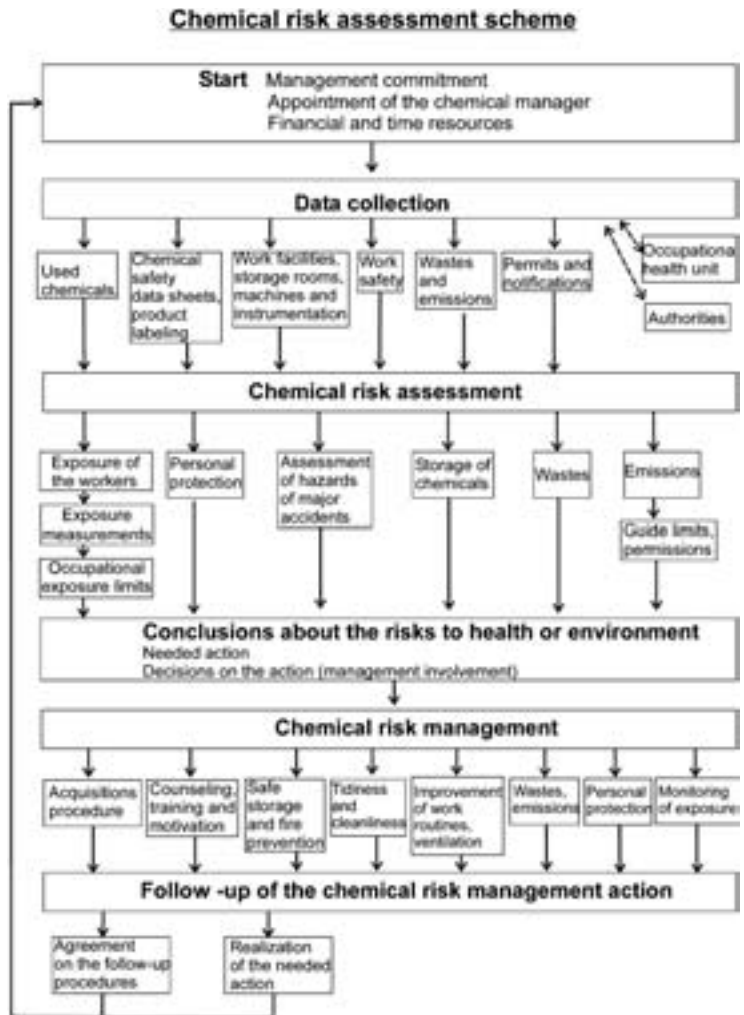 Chemical risk assessment scheme
Start Management commitment
Appointment of the chemical manager
Financial and time resources
Data collection
Used
chemicals,
Chemical
safety
data sheets,
product
labeling
Work facilities,
storage rooms,
machines and
instrumentation
Work
safety
Wastes
and
emissions
Permits and
notifications
Occupationa
health unit
Authorities
Chemical risk assessment
Exposure of
the workers
Exposure
measurements
Occupational
exposure limits
Personal
protection
Assessment
of hazards
of major
accidents
Storage of
chemicals
Wastes
Emissions
Guide limits,
permissions
Conclusions about the risks to health or environment
Needed action
Decisions on the action (management involvement)
Chemical risk management
Acquisitions
procedure
Counseling,
training and
motivation
Safe
storage
and fire
prevention
Tidiness
and
cleanliness
Improvement
of work
routines,
ventilation
Wastes,
emissions
Personal
protection
Monitoring
of exposure
Follow -up of the chemical risk management action
Agreement
on the follow-up
procedures
Realization
of the needed
action